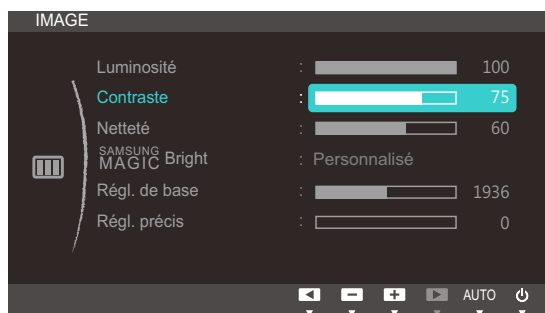 IMAGE
Luminosité : 100
Contraste : 75
Netteté : 60
SAMSUNG
MAGIC Bright : Personnalisé
Régl. de base : 1936
Régl. précis : 0
AUTO